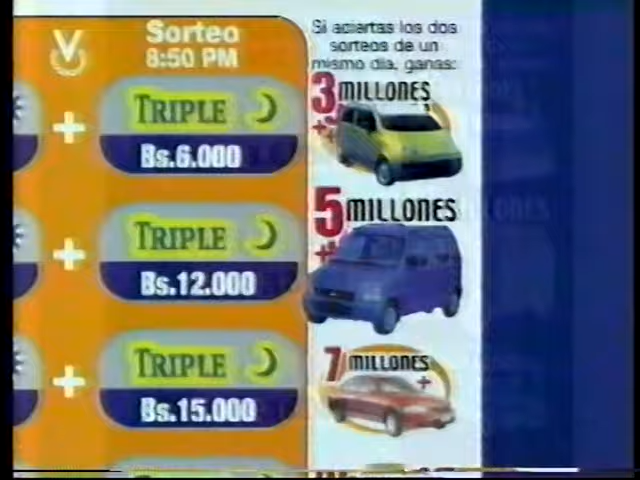 Sorteo
8:50 PM
Si aciertas los dos
sorteos de un
mismo día, ganas:
+ TRIPLE
Bs.6.000
3 MILLONES
+
+ TRIPLE
Bs.12.000
5 MILLONES
+
+ TRIPLE
Bs.15.000
7 MILLONES
+